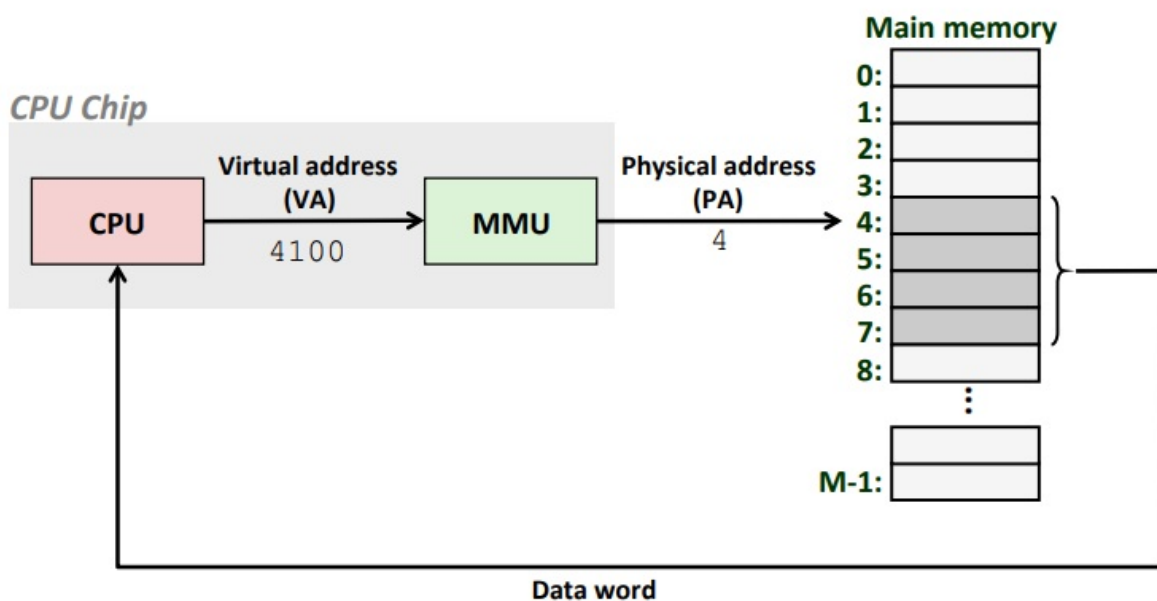 Main memory
CPU Chip
CPU
Virtual address
(VA)
4100
MMU
Physical address
(PA)
4
0:
1:
2:
3:
4:
5:
6:
7:
8:
⋮
M-1:
Data word